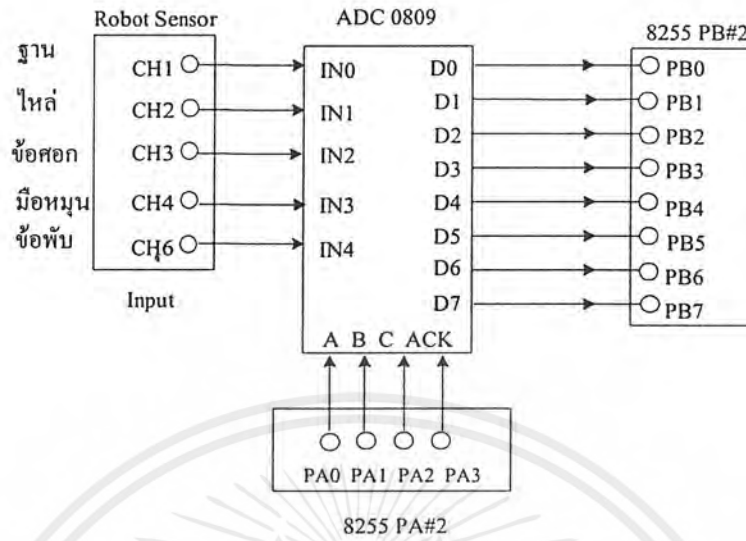 Robot Sensor
ADC 0809
8255 PB#2
ฐาน
CH1
IN0
D0
PB0
ไหล่
CH2
IN1
D1
PB1
ข้อศอก
CH3
IN2
D2
PB2
D3
PB3
มือหมุน
CH4
IN3
D4
PB4
ข้อพับ
CH6
IN4
D5
PB5
D6
PB6
D7
PB7
Input
A B C ACK
PA0 PA1 PA2 PA3
8255 PA#2